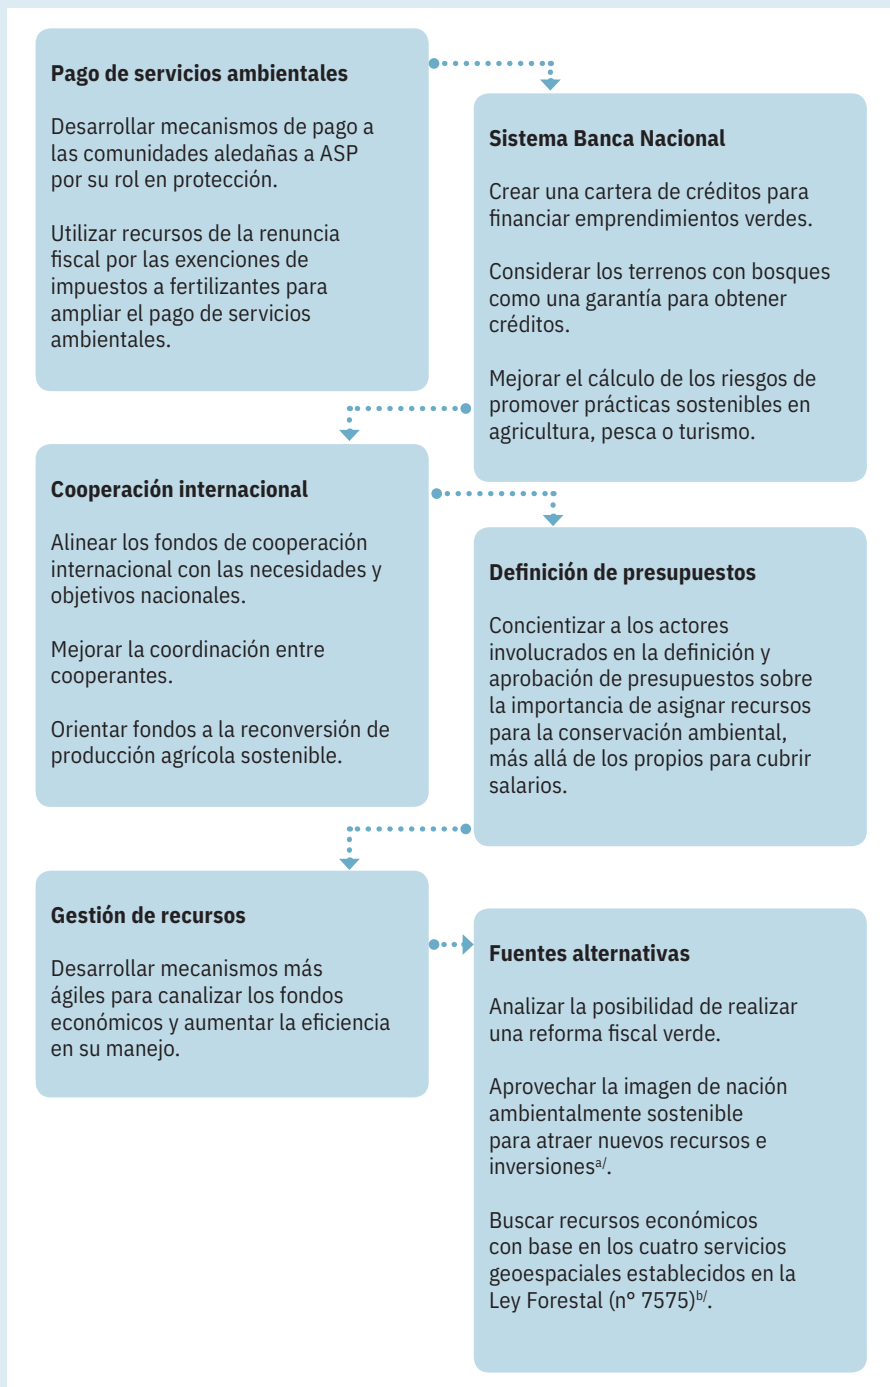 Pago de servicios ambientales
Desarrollar mecanismos de pago a
las comunidades aledañas a ASP
por su rol en protección.
Utilizar recursos de la renuncia
fiscal por las exenciones de
impuestos a fertilizantes para
ampliar el pago de servicios
ambientales.
Sistema Banca Nacional
Crear una cartera de créditos para
financiar emprendimientos verdes.
Considerar los terrenos con bosques
como una garantía para obtener
créditos.
Mejorar el cálculo de los riesgos de
promover prácticas sostenibles en
agricultura, pesca o turismo.
Cooperación internacional
Alinear los fondos de cooperación
internacional con las necesidades y
objetivos nacionales.
Mejorar la coordinación entre
cooperantes.
Orientar fondos a la reconversión de
producción agrícola sostenible.
Definición de presupuestos
Concientizar a los actores
involucrados en la definición y
aprobación de presupuestos sobre
la importancia de asignar recursos
para la conservación ambiental,
más allá de los propios para cubrir
salarios.
Gestión de recursos
Desarrollar mecanismos más
ágiles para canalizar los fondos
económicos y aumentar la eficiencia
en su manejo.
Fuentes alternativas
Analizar la posibilidad de realizar
una reforma fiscal verde.
Aprovechar la imagen de nación
ambientalmente sostenible
para atraer nuevos recursos e
inversionesa/.
Buscar recursos económicos
con base en los cuatro servicios
geoespaciales establecidos en la
Ley Forestal (n° 7575)b/.